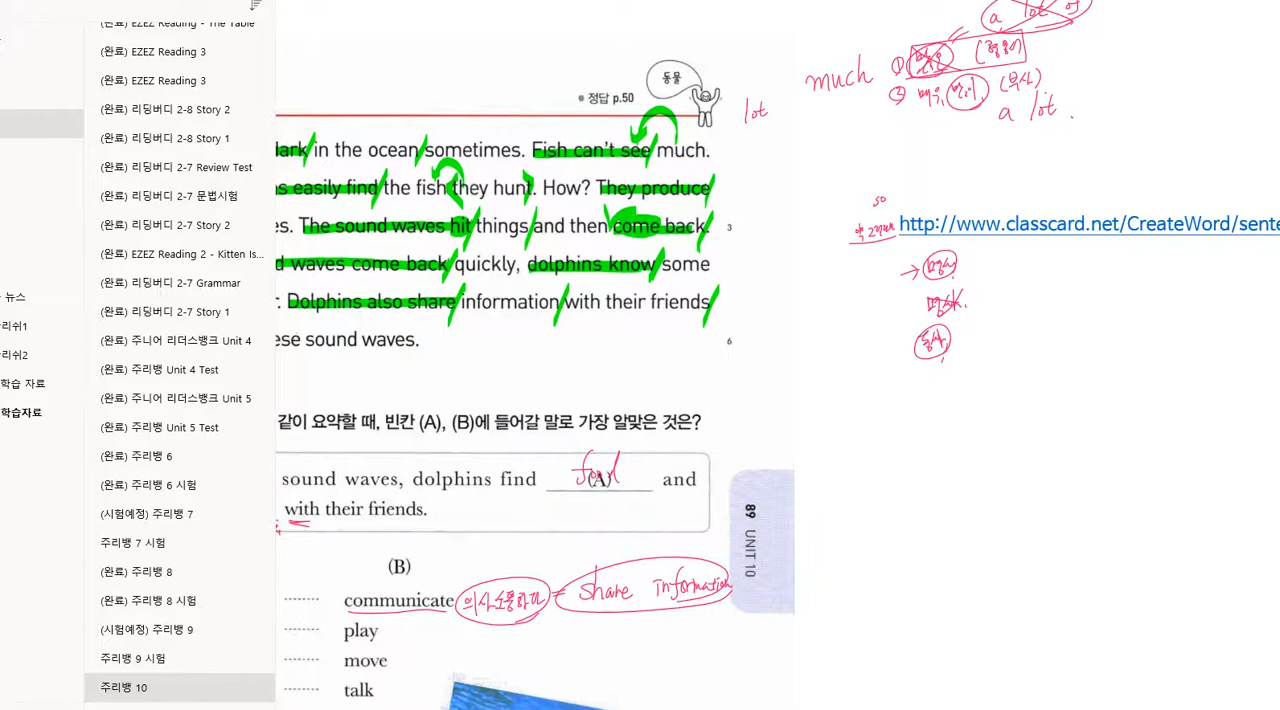 (완료) EZEZ Reading - The Table
(완료) EZEZ Reading 3
(완료) EZEZ Reading 3
(완료) 리딩버디 2-8 Story 2
(완료) 리딩버디 2-8 Story 1
(완료) 리딩버디 2-7 Review Test
(완료) 리딩버디 2-7 문법시험
(완료) 리딩버디 2-7 Story 2
(완료) EZEZ Reading 2 - Kitten Is...
(완료) 리딩버디 2-7 Grammar
(완료) 리딩버디 2-7 Story 1
(완료) 주니어 리더스뱅크 Unit 4
(완료) 주리뱅 Unit 4 Test
(완료) 주니어 리더스뱅크 Unit 5
(완료) 주리뱅 Unit 5 Test
(완료) 주리뱅 6
(완료) 주리뱅 6 시험
(시험예정) 주리뱅 7
주리뱅 7 시험
(완료) 주리뱅 8
(완료) 주리뱅 8 시험
(시험예정) 주리뱅 9
주리뱅 9 시험
주리뱅 10
뉴스
리쉬1
리쉬2
학습 자료
학습자료
동물
정답 p.50
lark in the ocean sometimes. Fish can't see much.
s easily find the fish they hunt. How? They produce
es. The sound waves hit things and then come back. 3
d waves come back quickly, dolphins know some
. Dolphins also share information with their friends
ese sound waves. 6
같이 요약할 때, 빈칸 (A), (B)에 들어갈 말로 가장 알맞은 것은?
sound waves, dolphins find (A) and
with their friends.
(B)
communicate 의사소통하다 = share information
play
move
talk
89 UNIT 10
lot
a lot of
much ① 많은 (형용사)
② 매우, 많이 (부사)
a lot
so
http://www.classcard.net/CreateWord/sente
명사
동사